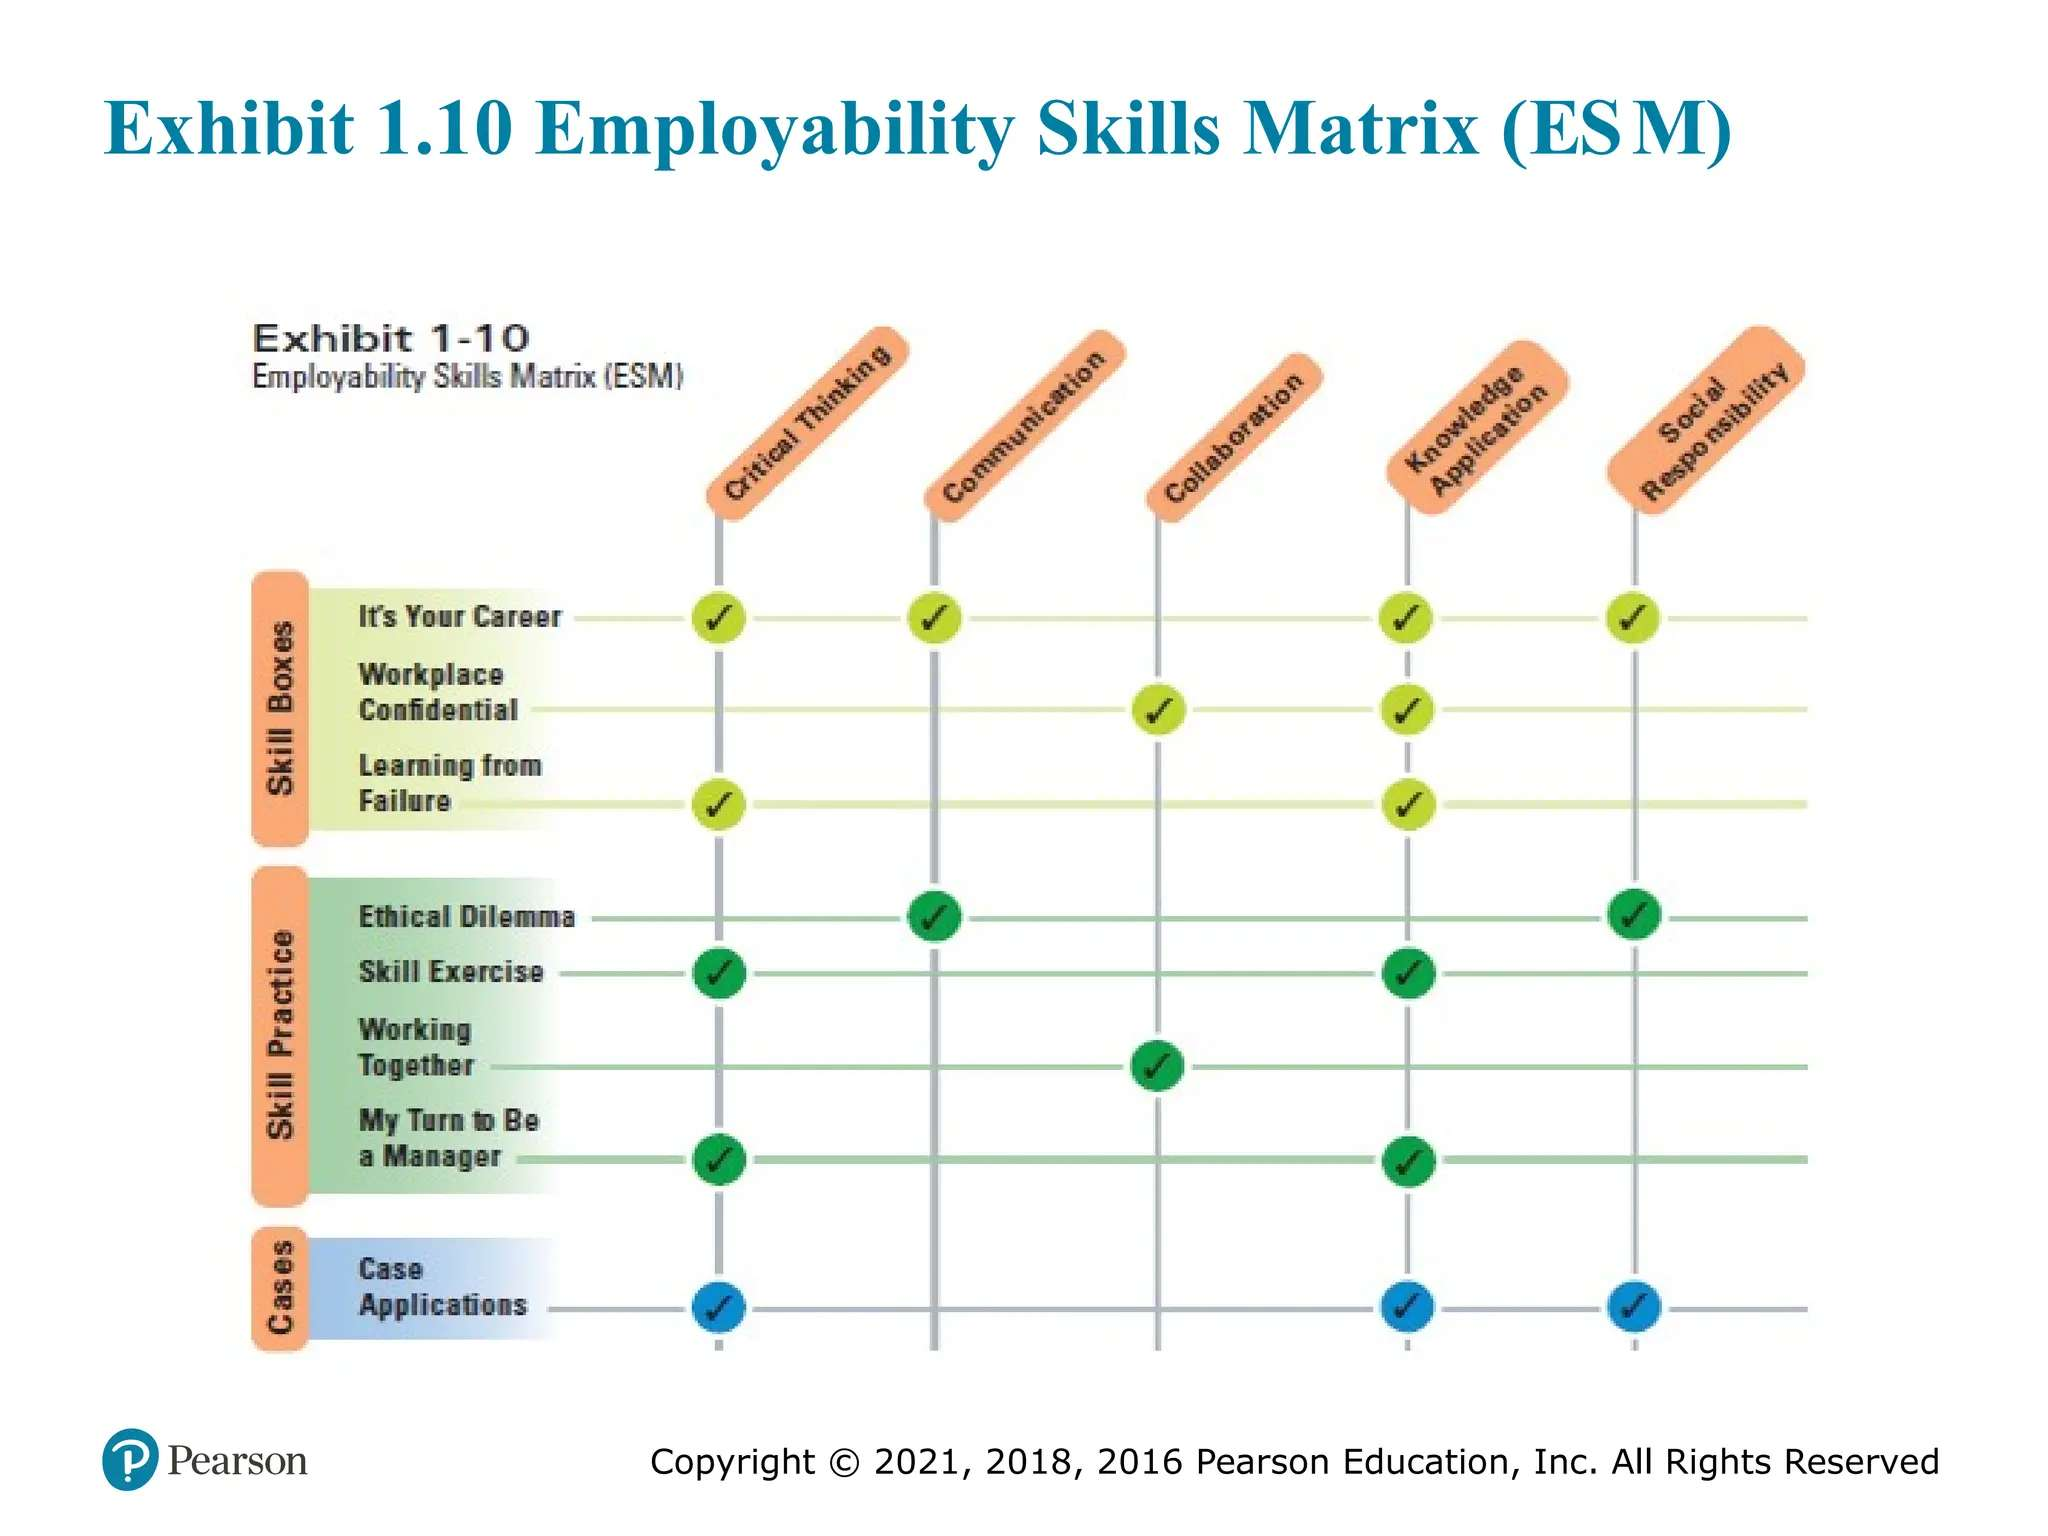 Exhibit 1.10 Employability Skills Matrix (ESM)
Exhibit 1-10
Employability Skills Matrix (ESM)
Critical Thinking
Communication
Collaboration
Knowledge
Application
Social
Responsibility
Skill Boxes
It's Your Career
Workplace
Confidential
Learning from
Failure
Skill Practice
Ethical Dilemma
Skill Exercise
Working
Together
My Turn to Be
a Manager
Cases
Case
Applications
Pearson
Copyright © 2021, 2018, 2016 Pearson Education, Inc. All Rights Reserved